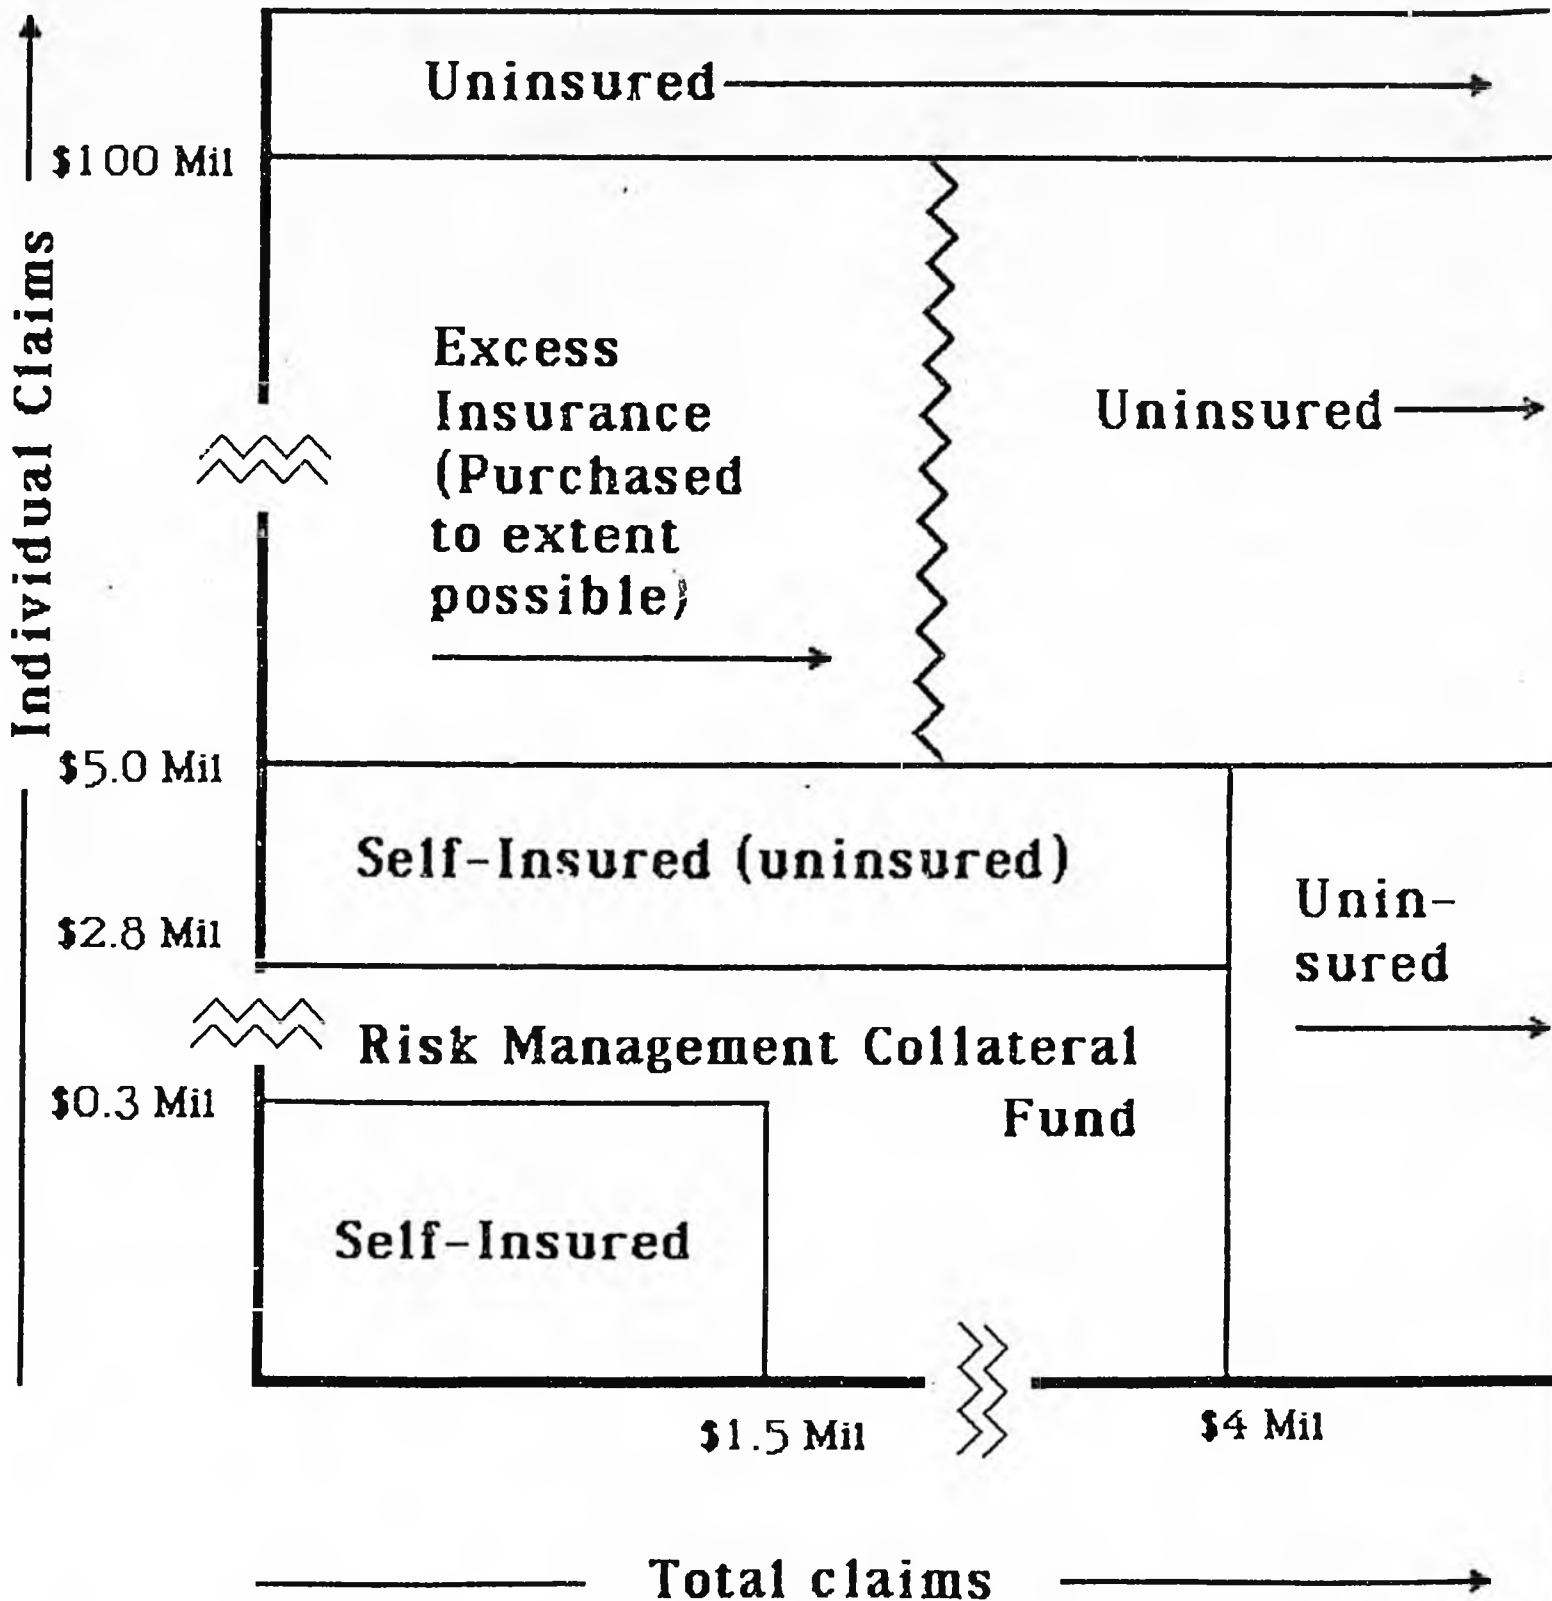 Uninsured
$100 Mil
Individual Claims
Excess
Insurance
(Purchased
to extent
possible)
Uninsured
$5.0 Mil
Self-Insured (uninsured)
$2.8 Mil
Unin-
sured
Risk Management Collateral
Fund
$0.3 Mil
Self-Insured
$1.5 Mil
$4 Mil
Total claims